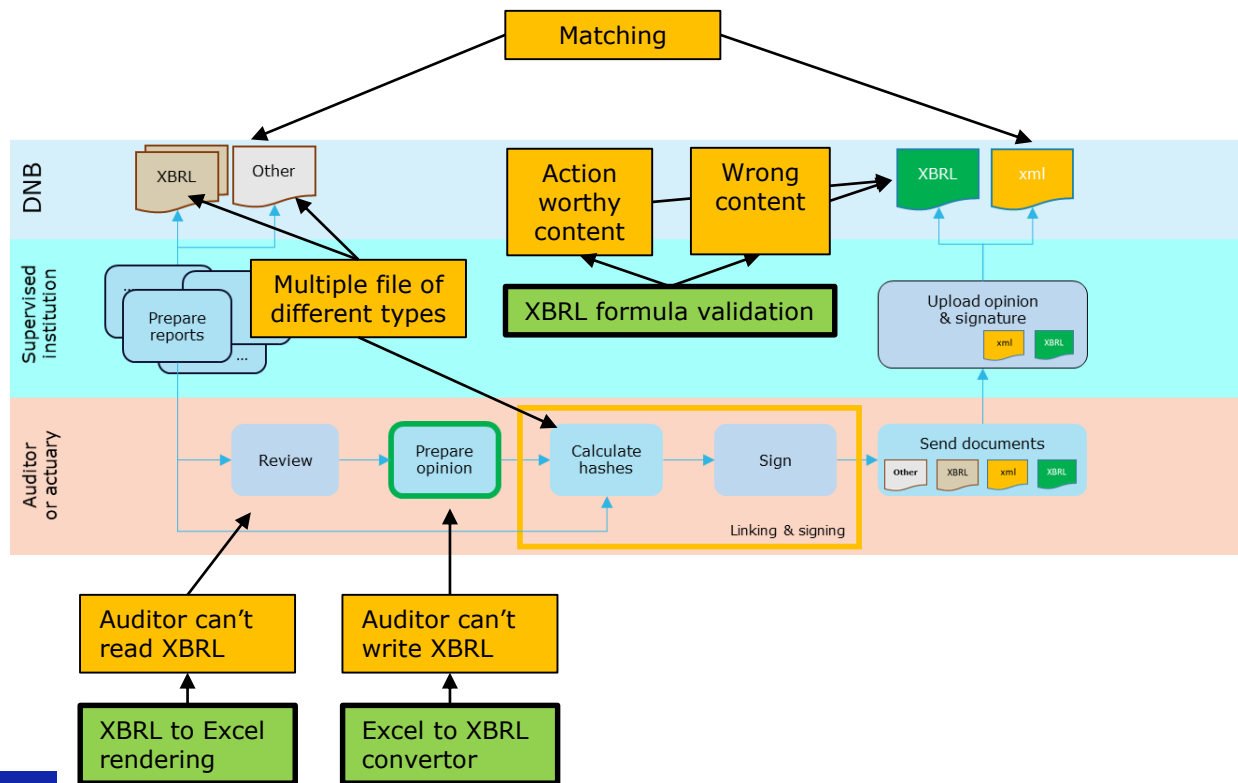 Matching
DNB
XBRL
Other
Action
worthy
content
Wrong
content
XBRL
xml
Supervised
institution
...
Prepare
reports
...
Multiple file of
different types
XBRL formula validation
Upload opinion
& signature
xml
XBRL
Auditor
or actuary
Review
Prepare
opinion
Calculate
hashes
Sign
Linking & signing
Send documents
Other
XBRL
xml
XBRL
Auditor can’t
read XBRL
Auditor can’t
write XBRL
XBRL to Excel
rendering
Excel to XBRL
convertor